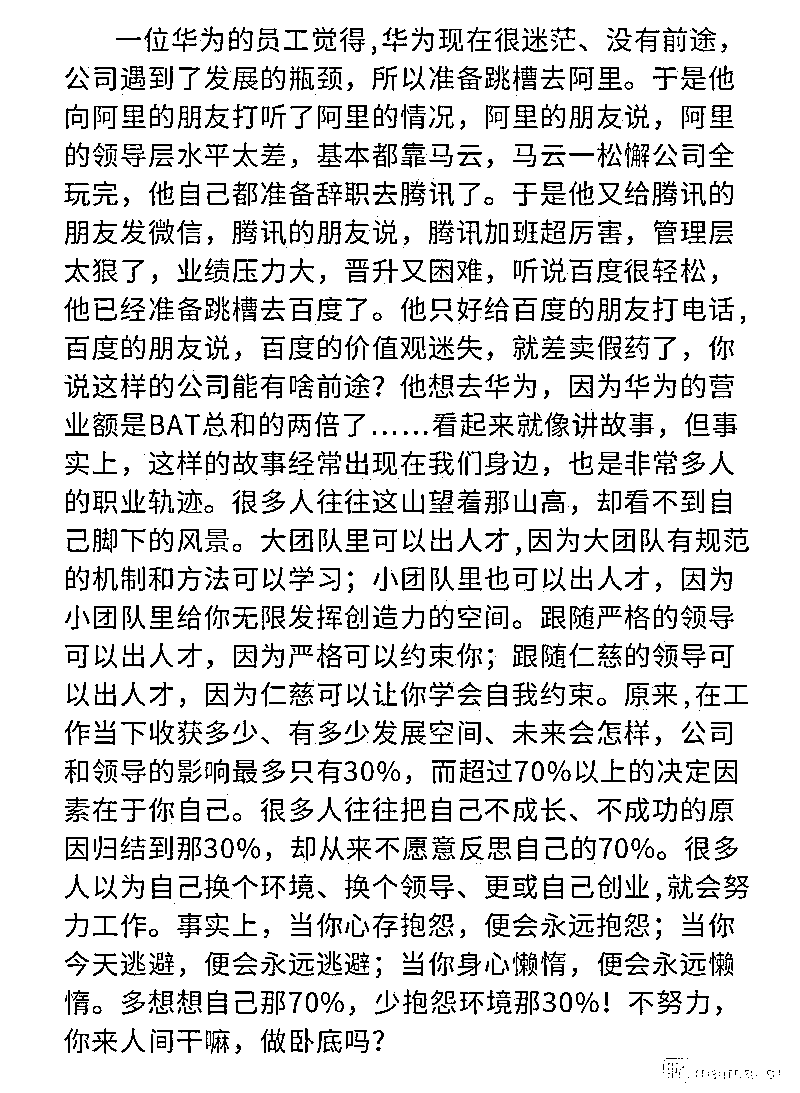 一位华为的员工觉得,华为现在很迷茫、没有前途，
公司遇到了发展的瓶颈，所以准备跳槽去阿里。于是他
向阿里的朋友打听了阿里的情况，阿里的朋友说，阿里
的领导层水平太差，基本都靠马云，马云一松懈公司全
玩完，他自己都准备辞职去腾讯了。于是他又给腾讯的
朋友发微信，腾讯的朋友说，腾讯加班超厉害，管理层
太狠了，业绩压力大，晋升又困难，听说百度很轻松，
他已经准备跳槽去百度了。他只好给百度的朋友打电话,
百度的朋友说，百度的价值观迷失，就差卖假药了，你
说这样的公司能有啥前途？他想去华为，因为华为的营
业额是BAT总和的两倍了……看起来就像讲故事，但事
实上，这样的故事经常出现在我们身边，也是非常多人
的职业轨迹。很多人往往这山望着那山高，却看不到自
己脚下的风景。大团队里可以出人才,因为大团队有规范
的机制和方法可以学习；小团队里也可以出人才，因为
小团队里给你无限发挥创造力的空间。跟随严格的领导
可以出人才，因为严格可以约束你；跟随仁慈的领导可
以出人才，因为仁慈可以让你学会自我约束。原来,在工
作当下收获多少、有多少发展空间、未来会怎样，公司
和领导的影响最多只有30%，而超过70%以上的决定因
素在于你自己。很多人往往把自己不成长、不成功的原
因归结到那30%，却从来不愿意反思自己的70%。很多
人以为自己换个环境、换个领导、更或自己创业,就会努
力工作。事实上，当你心存抱怨，便会永远抱怨；当你
今天逃避，便会永远逃避；当你身心懒惰，便会永远懒
惰。多想想自己那70%，少抱怨环境那30%！不努力，
你来人间干嘛，做卧底吗？